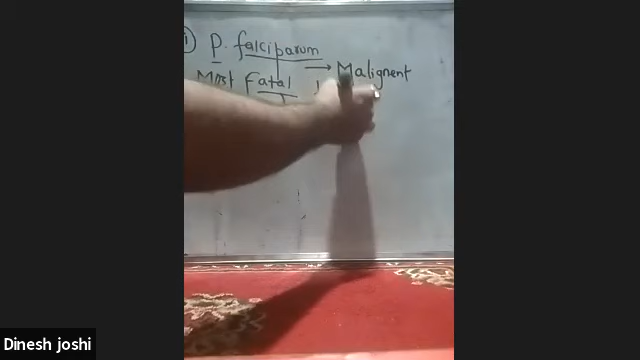 i) P. falciparum
→ Malignent
Most Fatal
Dinesh joshi